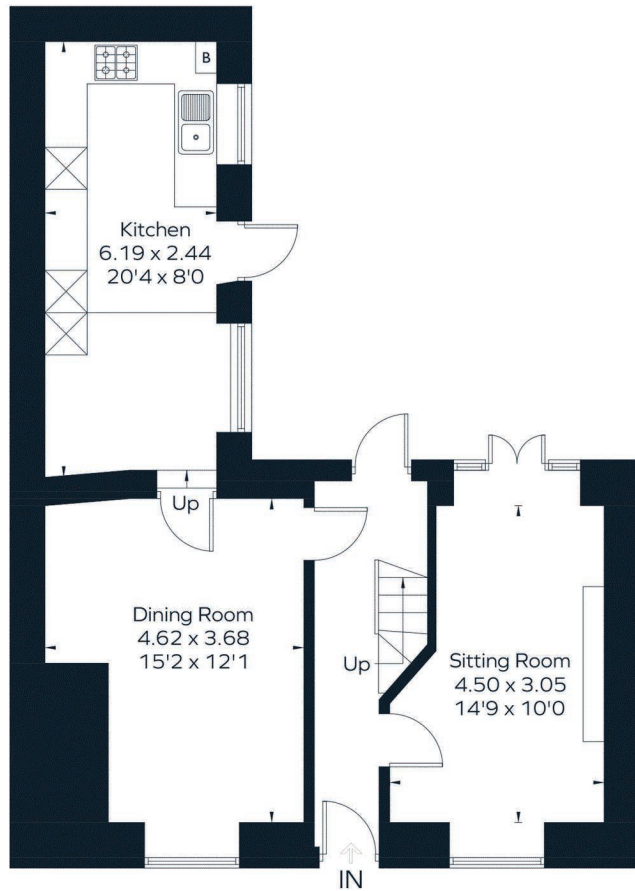 B
Kitchen
6.19 x 2.44
20'4 x 8'0
Up
Dining Room
4.62 x 3.68
15'2 x 12'1
Up
Sitting Room
4.50 x 3.05
14'9 x 10'0
IN